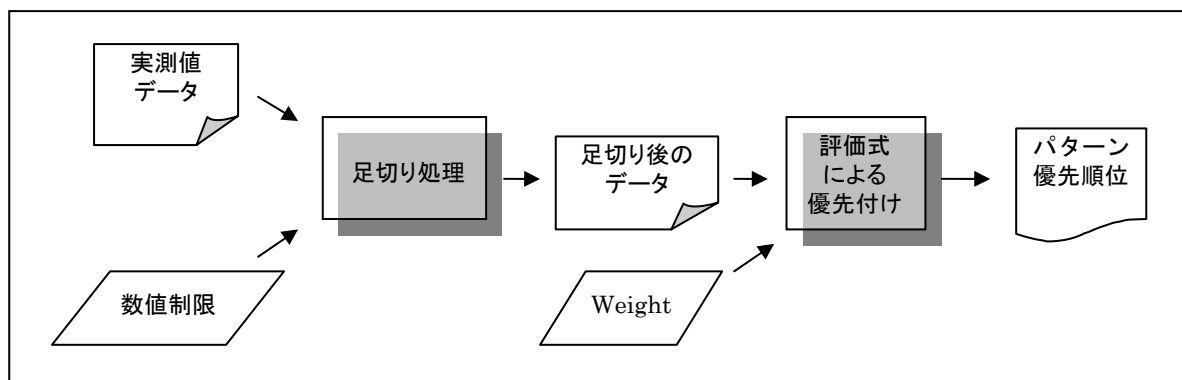 実測値
データ
足切り処理
数値制限
足切り後の
データ
Weight
評価式
による
優先付け
パターン
優先順位